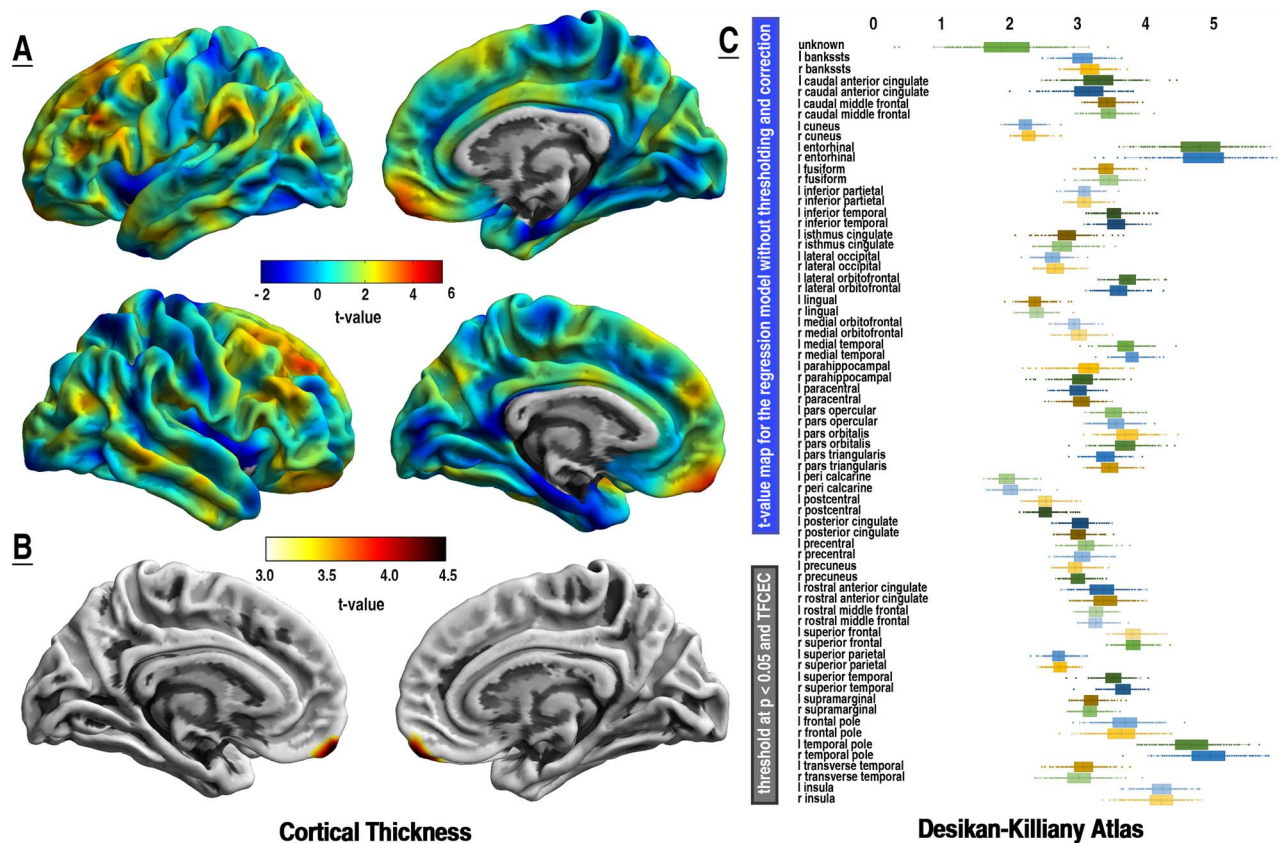 A
-2 0 2 4 6
t-value
B
3.0 3.5 4.0 4.5
t-value
Cortical Thickness
t-value map for the regression model without thresholding and correction
threshold at p < 0.05 and TFCEC
C
0 1 2 3 4 5
unknown
l bankssts
r bankssts
l caudal anterior cingulate
r caudal anterior cingulate
l caudal middle frontal
r caudal middle frontal
l cuneus
r cuneus
l entorhinal
r entorhinal
l fusiform
r fusiform
l inferior partietal
r inferior partietal
l inferior temporal
r inferior temporal
l isthmus cingulate
r isthmus cingulate
l lateral occipital
r lateral occipital
l lateral orbitofrontal
r lateral orbitofrontal
l lingual
r lingual
l medial orbitofrontal
r medial orbitofrontal
l medial temporal
r medial temporal
l parahippocampal
r parahippocampal
l paracentral
r paracentral
l pars opercular
r pars opercular
l pars orbitalis
r pars orbitalis
l pars triangularis
r pars triangularis
l peri calcarine
r peri calcarine
l postcentral
r postcentral
l posterior cingulate
r posterior cingulate
l precentral
r precentral
l precuneus
r precuneus
l rostral anterior cingulate
r rostral anterior cingulate
l rostral middle frontal
r rostral middle frontal
l superior frontal
r superior frontal
l superior parietal
r superior parietal
l superior temporal
r superior temporal
l supramarginal
r supramarginal
l frontal pole
r frontal pole
l temporal pole
r temporal pole
l transverse temporal
r transverse temporal
l insula
r insula
Desikan-Killiany Atlas